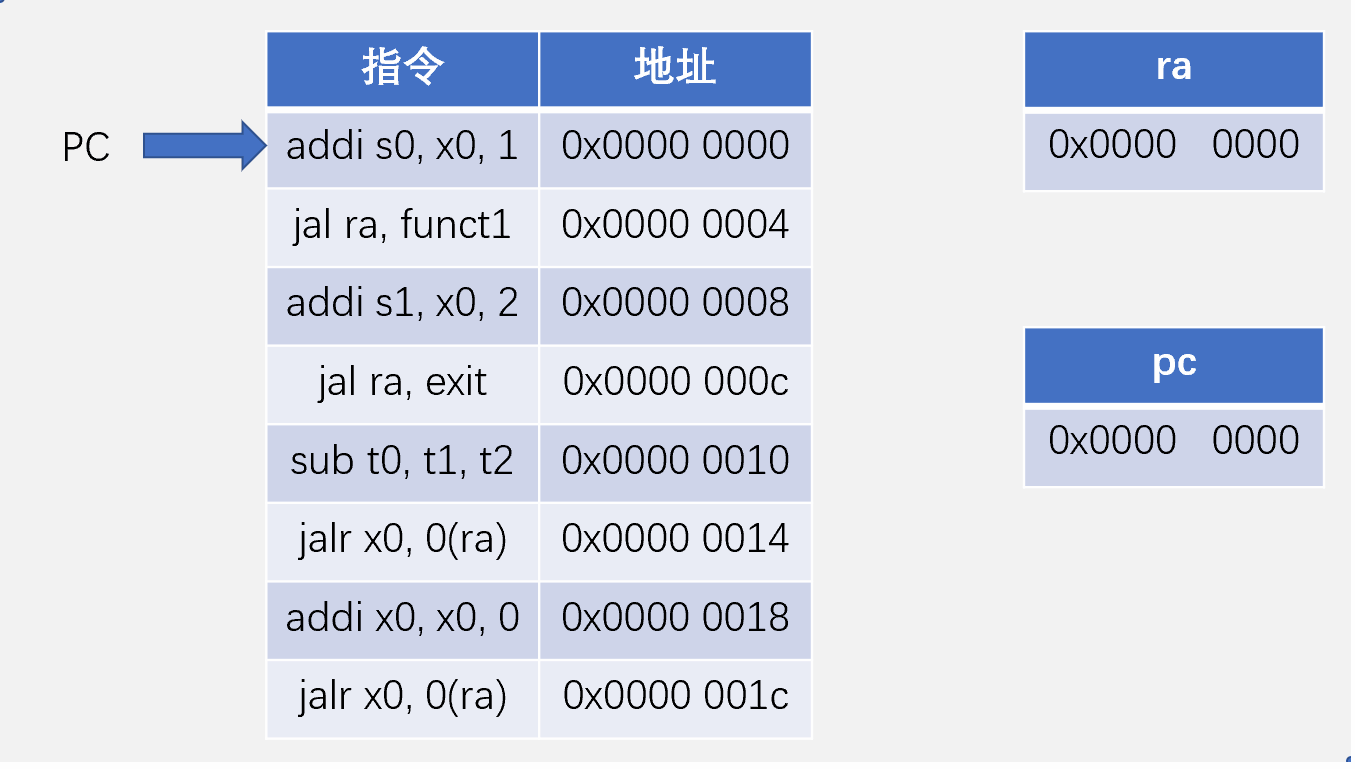 指令 地址 ra
PC addi s0, x0, 1 0x0000 0000 0x0000 0000
jal ra, funct1 0x0000 0004
addi s1, x0, 2 0x0000 0008
pc
jal ra, exit 0x0000 000c
0x0000 0000
sub t0, t1, t2 0x0000 0010
jalr x0, 0(ra) 0x0000 0014
addi x0, x0, 0 0x0000 0018
jalr x0, 0(ra) 0x0000 001c